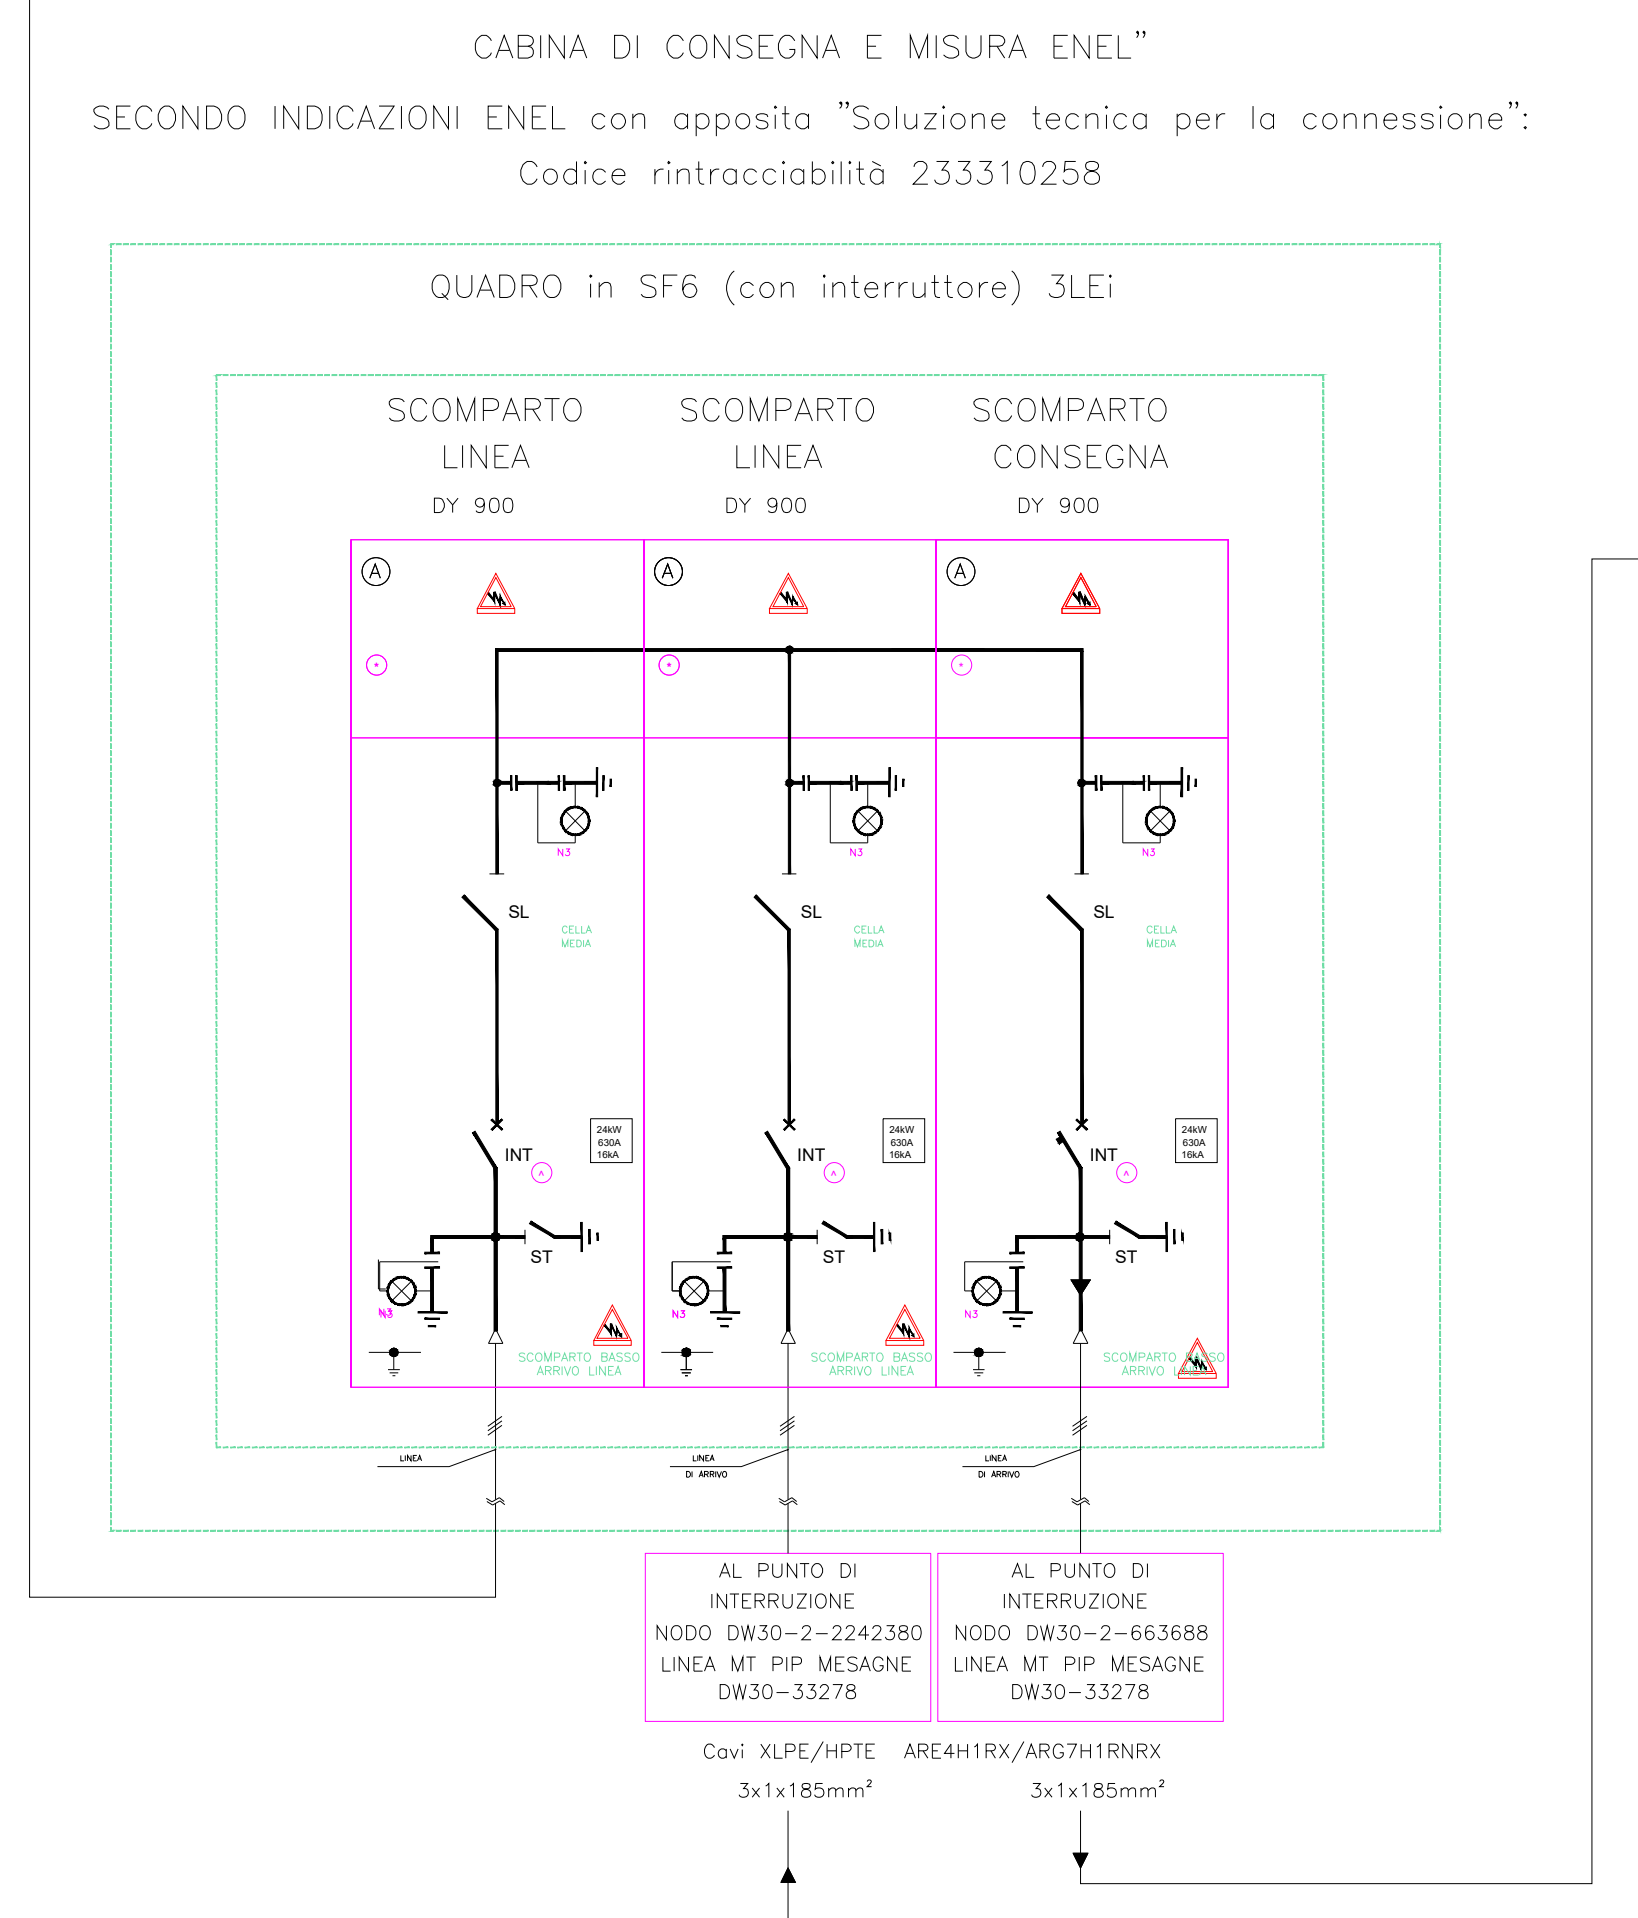 CABINA DI CONSEGNA E MISURA ENEL"
SECONDO INDICAZIONI ENEL con apposita "Soluzione tecnica per la connessione":
Codice rintracciabilità 233310258
QUADRO in SF6 (con interruttore) 3LEi
SCOMPARTO
LINEA
DY 900
SCOMPARTO
LINEA
DY 900
SCOMPARTO
CONSEGNA
DY 900
A
A
A
*
*
*
N3
N3
N3
SL
SL
SL
CELLA
MEDIA
CELLA
MEDIA
CELLA
MEDIA
INT
24kW
630A
16kA
A
INT
24kW
630A
16kA
A
INT
24kW
630A
16kA
A
ST
ST
ST
N3
N3
N3
N3
SCOMPARTO BASSO
ARRIVO LINEA
SCOMPARTO BASSO
ARRIVO LINEA
SCOMPARTO BASSO
ARRIVO LINEA
LINEA
LINEA
DI ARRIVO
LINEA
DI ARRIVO
AL PUNTO DI
INTERRUZIONE
NODO DW30-2-2242380
LINEA MT PIP MESAGNE
DW30-33278
AL PUNTO DI
INTERRUZIONE
NODO DW30-2-663688
LINEA MT PIP MESAGNE
DW30-33278
Cavi XLPE/HPTE ARE4H1RX/ARG7H1RNRX
3x1x185mm²
3x1x185mm²